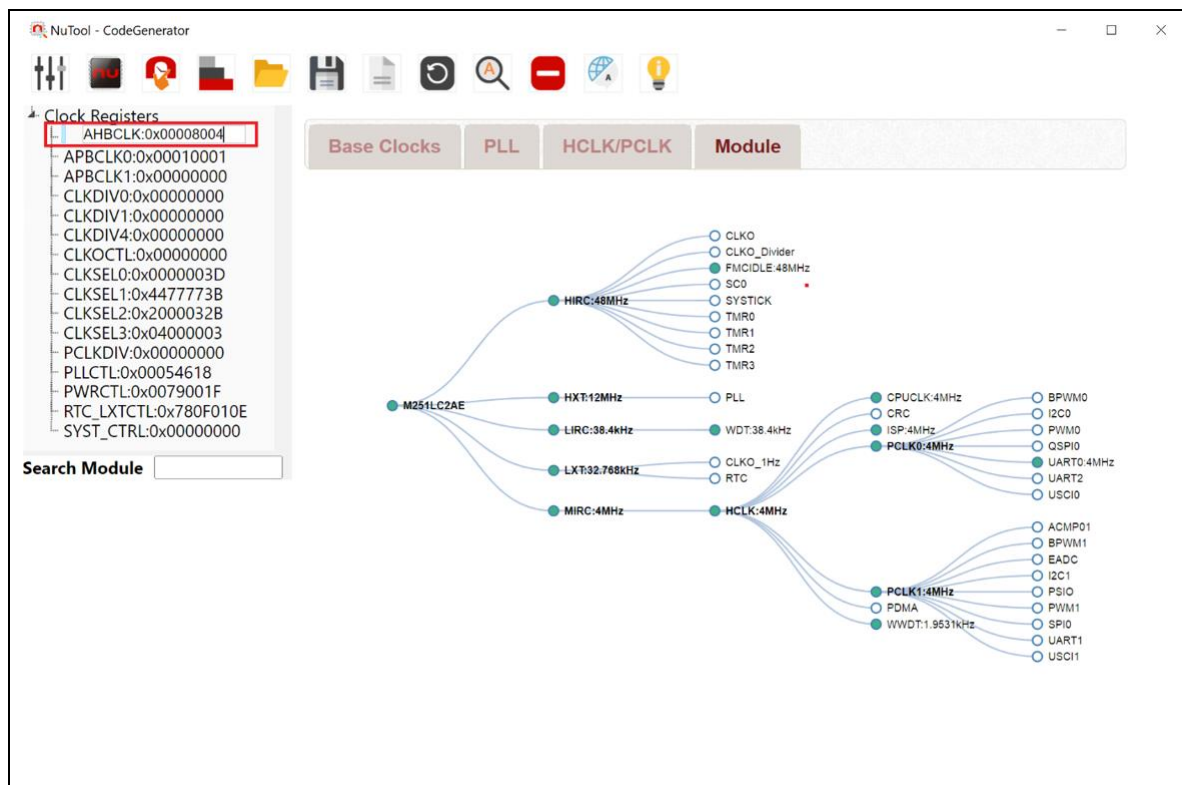 NuTool - CodeGenerator
nu
A
A
Clock Registers
AHBCLK:0x00008004
APBCLK0:0x00010001
APBCLK1:0x00000000
CLKDIV0:0x00000000
CLKDIV1:0x00000000
CLKDIV4:0x00000000
CLKOCTL:0x00000000
CLKSEL0:0x0000003D
CLKSEL1:0x4477773B
CLKSEL2:0x2000032B
CLKSEL3:0x04000003
PCLKDIV:0x00000000
PLLCTL:0x00054618
PWRCTL:0x0079001F
RTC_LXTCTL:0x780F010E
SYST_CTRL:0x00000000
Search Module
Base Clocks PLL HCLK/PCLK Module
M251LC2AE
HIRC:48MHz
CLKO
CLKO_Divider
FMCIDLE:48MHz
SC0
SYSTICK
TMR0
TMR1
TMR2
TMR3
HXT:12MHz
PLL
LIRC:38.4kHz
WDT:38.4kHz
LXT:32.768kHz
CLKO_1Hz
RTC
MIRC:4MHz
HCLK:4MHz
CPUCLK:4MHz
CRC
ISP:4MHz
PCLK0:4MHz
BPWM0
I2C0
PWM0
QSPI0
UART0:4MHz
UART2
USCI0
PCLK1:4MHz
PDMA
WWDT:1.9531kHz
ACMP01
BPWM1
EADC
I2C1
PSIO
PWM1
SPI0
UART1
USCI1